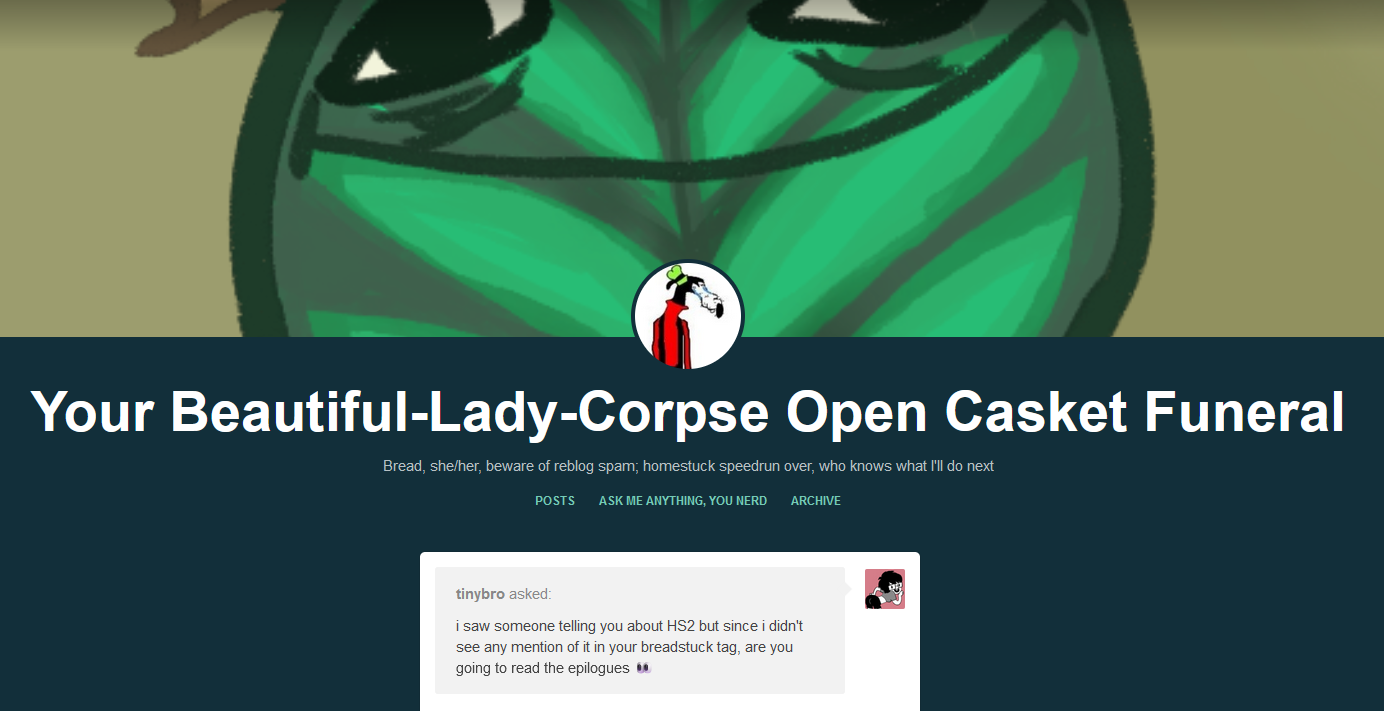 Your Beautiful-Lady-Corpse Open Casket Funeral
Bread, she/her, beware of reblog spam; homestuck speedrun over, who knows what I'll do next
POSTS ASK ME ANYTHING, YOU NERD ARCHIVE
tinybro asked:
i saw someone telling you about HS2 but since i didn't
see any mention of it in your breadstuck tag, are you
going to read the epilogues 👀